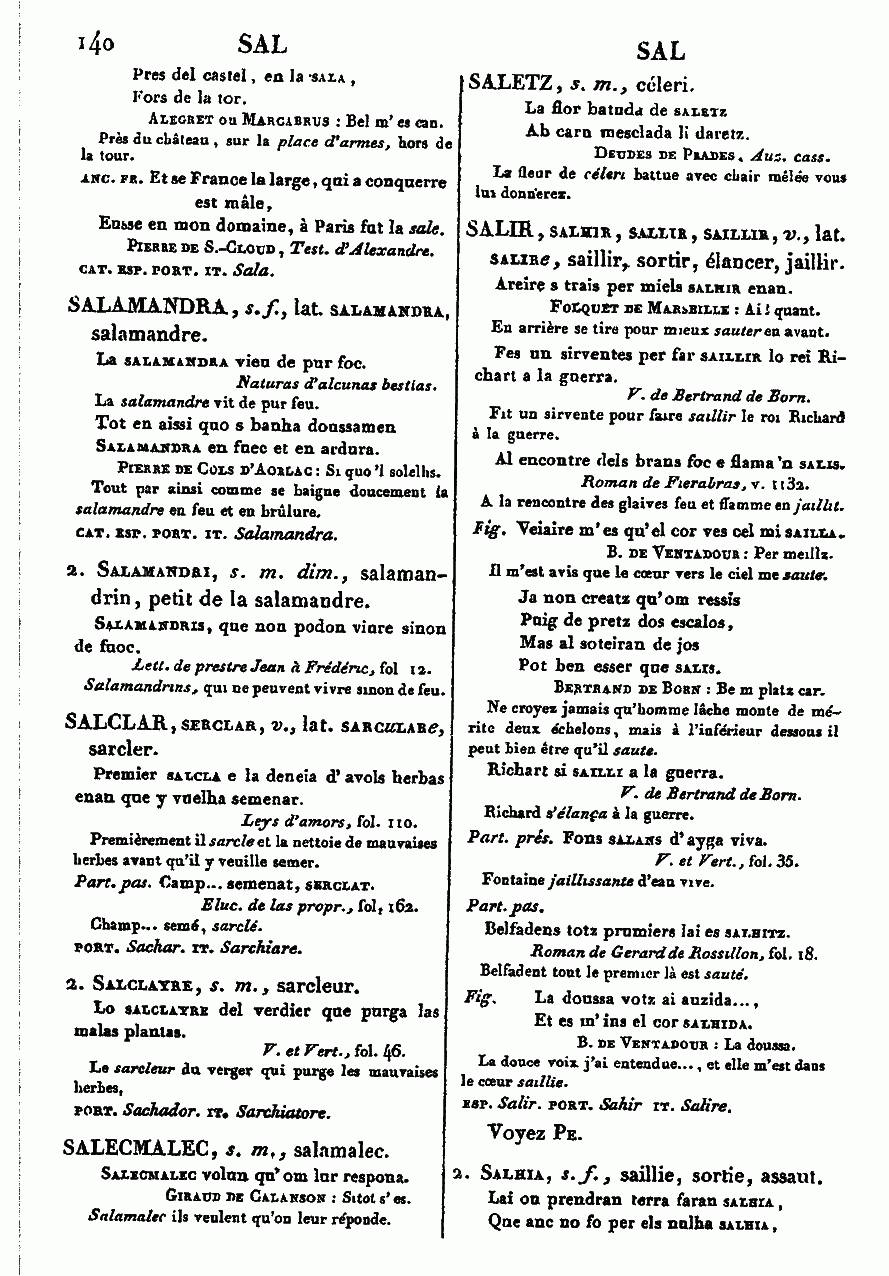 140 SAL
Pres del castel, en la SALA,
Fors de la tor.
ALEGRET ou MARCABRUS : Bel m' es can.
Près du château, sur la place d'armes, hors de
la tour.
ANC. FR. Et se France la large, qui a conquerre
est mâle,
Eusse en mon domaine, à Paris fut la sale.
PIERRE DE S.-CLOUD, Test. d'Alexandre.
CAT. ESP. PORT. IT. Sala.
SALAMANDRA, s. f., lat. SALAMANDRA,
salamandre.
La SALAMANDRA vieu de pur foc.
Naturas d'alcunas bestias.
La salamandre vit de pur feu.
Tot en aissi quo s banha doussamen
SALAMANDRA en fuec et en ardura.
PIERRE DE COLS D'AORLAC : Si quo 'l solelhs.
Tout par ainsi comme se baigne doucement la
salamandre en feu et en brûlure.
CAT. ESP. PORT. IT. Salamandra.
2. SALAMANDRI, s. m. dim., salaman-
drin, petit de la salamandre.
SALAMANDRIS, que non podon viure sinon
de fuoc.
Lett. de prestre Jean à Frédéric, fol 12.
Salamandrins, qui ne peuvent vivre sinon de feu.
SALCLAR, SERCLAR, v., lat. SARCULARe,
sarcler.
Premier SALCLA e la deneia d' avols herbas
enan que y vuelha semenar.
Leys d'amors, fol. 110.
Premièrement il sarcle et la nettoie de mauvaises
herbes avant qu'il y veuille semer.
Part. pas. Camp... semenat, SERCLAT.
Eluc. de las propr., fol, 162.
Champ... semé, sarclé.
PORT. Sachar. IT. Sarchiare.
2. SALCLAYRE, s. m., sarcleur.
Lo SALCLAYRE del verdier que purga las
malas plantas.
V. et Vert., fol. 46.
Le sarcleur du verger qui purge les mauvaises
herbes,
PORT. Sachador. IT. Sarchiatore.
SALECMALEC, s. m., salamalec.
SALECMALEC volun qu' om lur respona.
GIRAUD DE CALANSON : Sitot s' es.
Salamalec ils veulent qu'on leur réponde.
SAL
SALETZ, s. m., céleri.
La flor batuda de SALETZ
Ab carn mesclada li daretz.
DEUDES DE PRADES, Auz. cass.
La fleur de céleri battue avec chair mêlée vous
lui donnerez.
SALIR, SALHIR, SALLIR, SAILLIR, v., lat.
SALIRe, saillir, sortir, élancer, jaillir.
Areire s trais per miels SALHIR enan.
FOLQUET DE MARSEILLE : Ai! quant.
En arrière se tire pour mieux sauter en avant.
Fes un sirventes per far SAILLIR lo rei Ri-
chart a la guerra.
V. de Bertrand de Born.
Fit un sirvente pour faire saillir le roi Richard
à la guerre.
Al encontre dels brans foc e flama 'n SALIS.
Roman de Fierabras, v. 1132.
A la rencontre des glaives feu et flamme en jaillit.
Fig. Veiaire m' es qu' el cor ves cel mi SAILLA.
B. DE VENTADOUR : Per meillz.
Il m'est avis que le cœur vers le ciel me saute.
Ja non creatz qu' om ressis
Puig de pretz dos escalos,
Mas al soteiran de jos
Pot ben esser que SALIS.
BERTRAND DE BORN : Be m platz car.
Ne croyez jamais qu'homme lâche monte de mé-
rite deux échelons, mais à l'inférieur dessous il
peut bien être qu'il saute.
Richart si SAILLI a la guerra.
V. de Bertrand de Born.
Richard s'élança à la guerre.
Part. prés. Fons SALANS d' ayga viva.
V. et Vert., fol. 35.
Fontaine jaillissante d'eau vive.
Part. pas.
Belfadens totz prumiers lai es SALHITZ.
Roman de Gerard de Rossillon, fol. 18.
Belfadent tout le premier là est sauté.
Fig. La doussa votz ai auzida...,
Et es m' ins el cor SALHIDA.
B. DE VENTADOUR : La doussa.
La douce voix j'ai entendue..., et elle m'est dans
le cœur saillie.
ESP. Salir. PORT. Sahir IT. Salire.
Voyez PE.
2. SALHIA, s. f., saillie, sortie, assaut.
Lai on prendran terra faran SALHIA,
Que anc no fo per els nulha SALHIA,